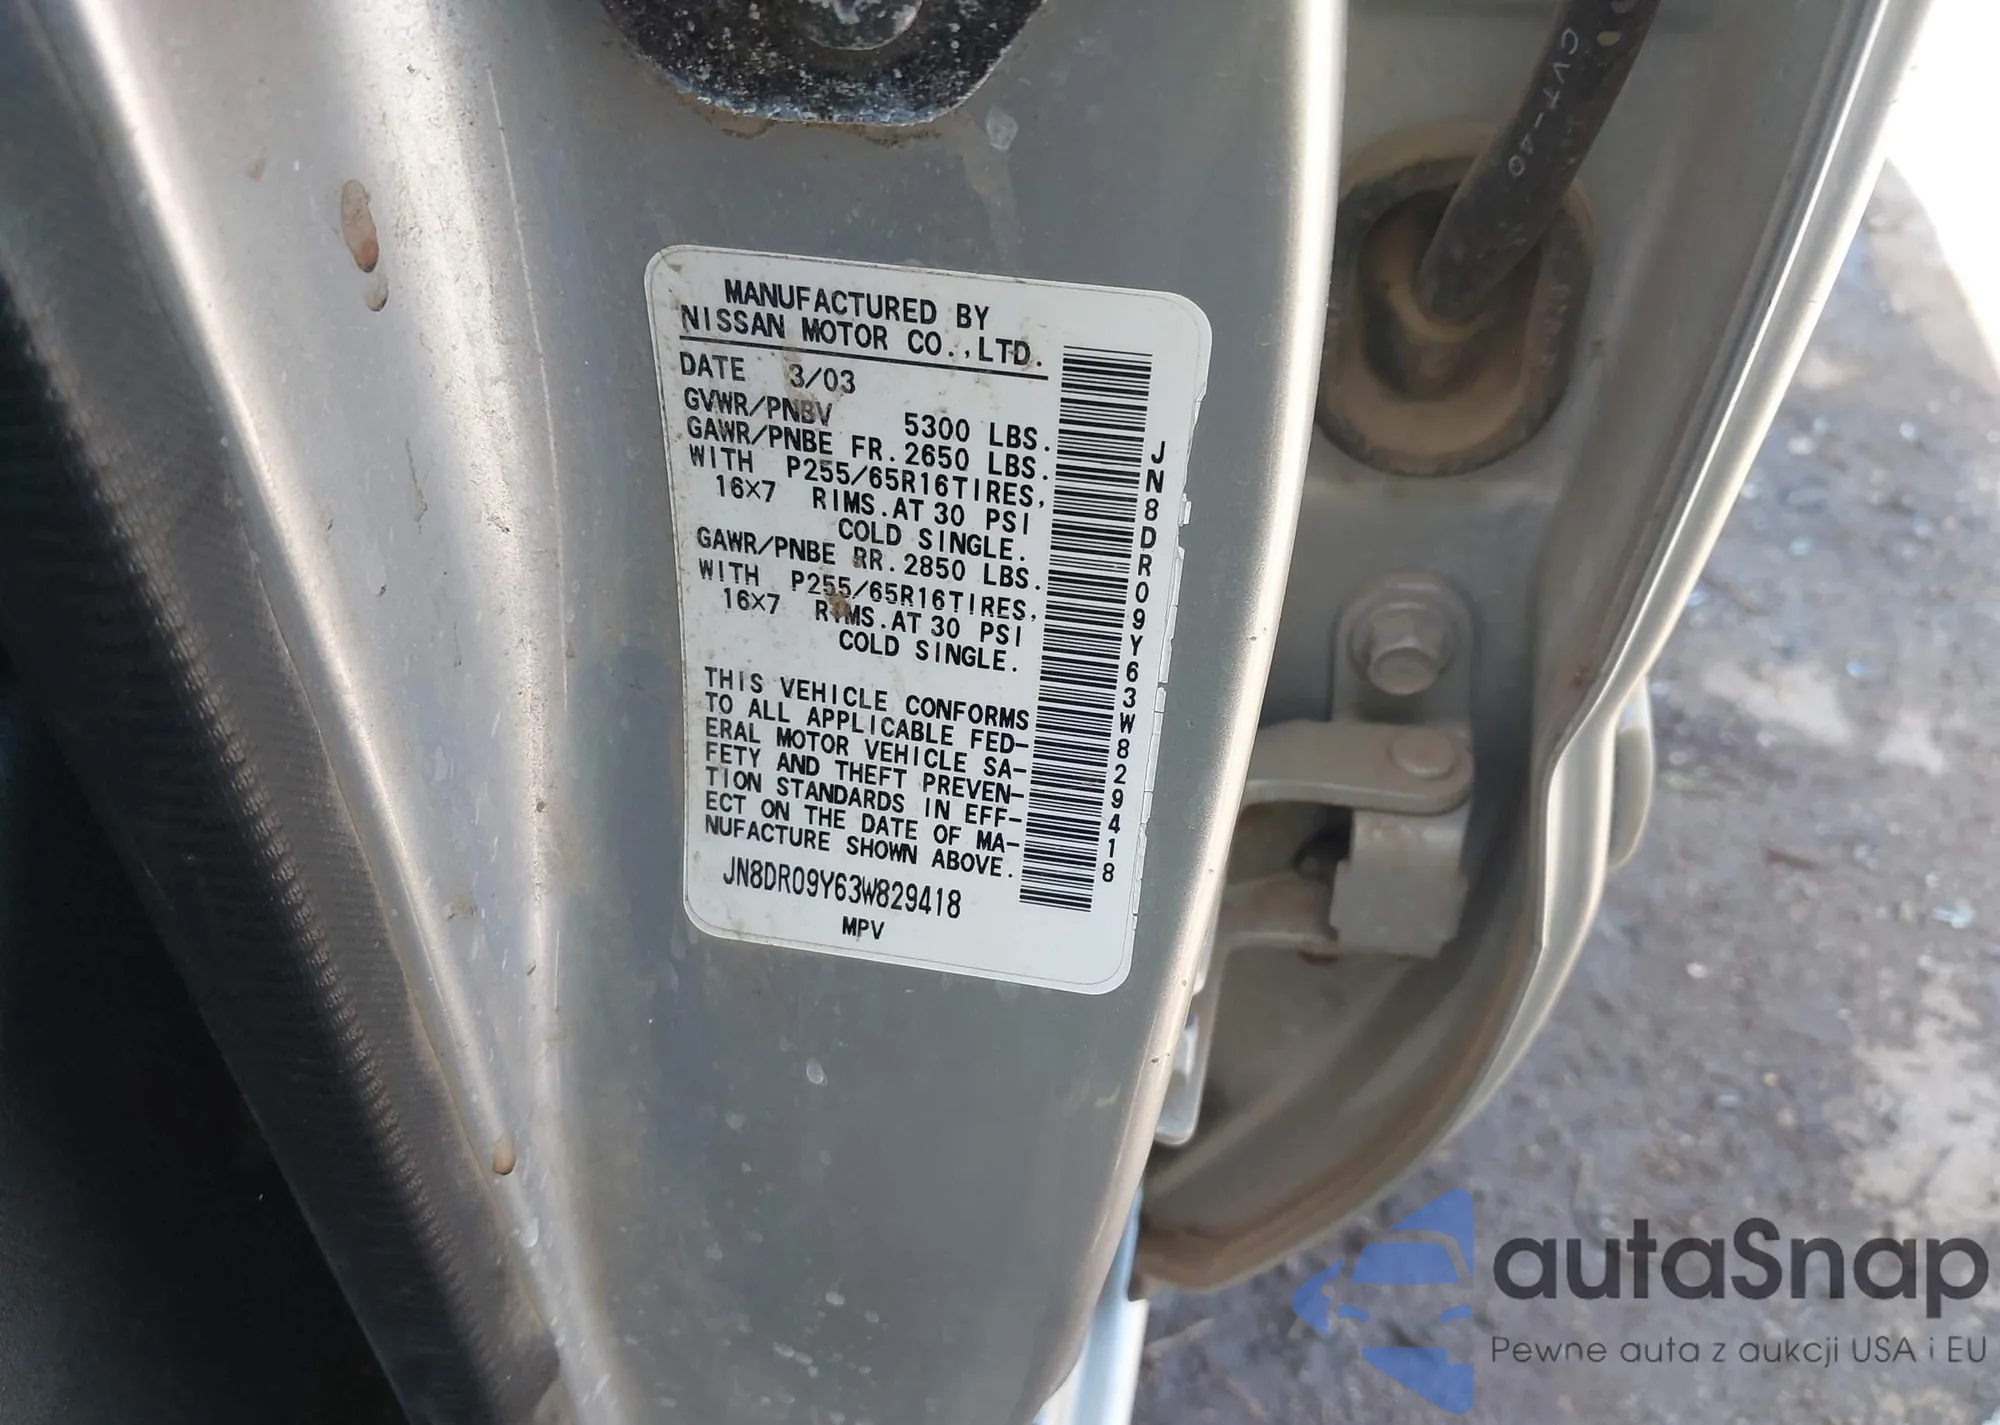 MANUFACTURED BY
NISSAN MOTOR CO.,LTD.
DATE 3/03
GVWR/PNBV 5300 LBS.
GAWR/PNBE FR. 2650 LBS.
WITH P255/65R16TIRES,
16×7 RIMS.AT 30 PSI
COLD SINGLE.
GAWR/PNBE RR. 2850 LBS.
WITH P255/65R16TIRES,
16×7 RIMS.AT 30 PSI
COLD SINGLE.
THIS VEHICLE CONFORMS
TO ALL APPLICABLE FED-
ERAL MOTOR VEHICLE SA-
FETY AND THEFT PREVEN-
TION STANDARDS IN EFF-
ECT ON THE DATE OF MA-
NUFACTURE SHOWN ABOVE.
JN8DR09Y63W829418
MPV
JN8DR09Y63W829418
CVT-40
autaSnap
Pewne auta z aukcji USA i EU